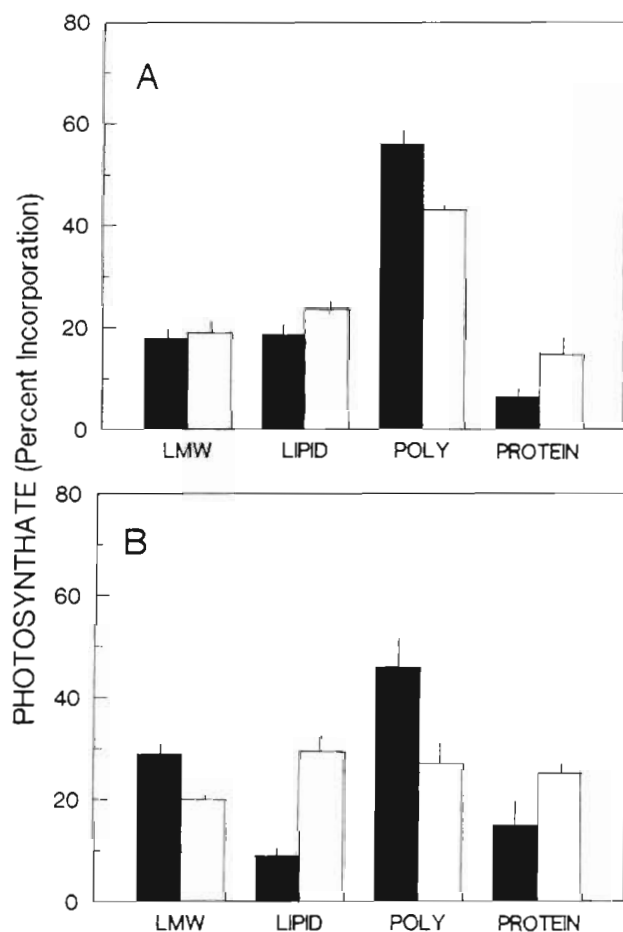 PHOTOSYNTHATE (Percent Incorporation)
80
A
60
40
20
0
LMW LIPID POLY PROTEIN
80
B
60
40
20
0
LMW LIPID POLY PROTEIN